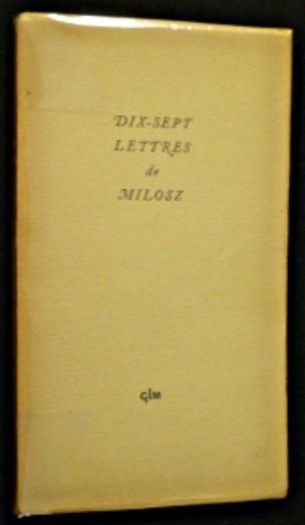 DIX-SEPT
LETTRES
de
MILOSZ
GLM